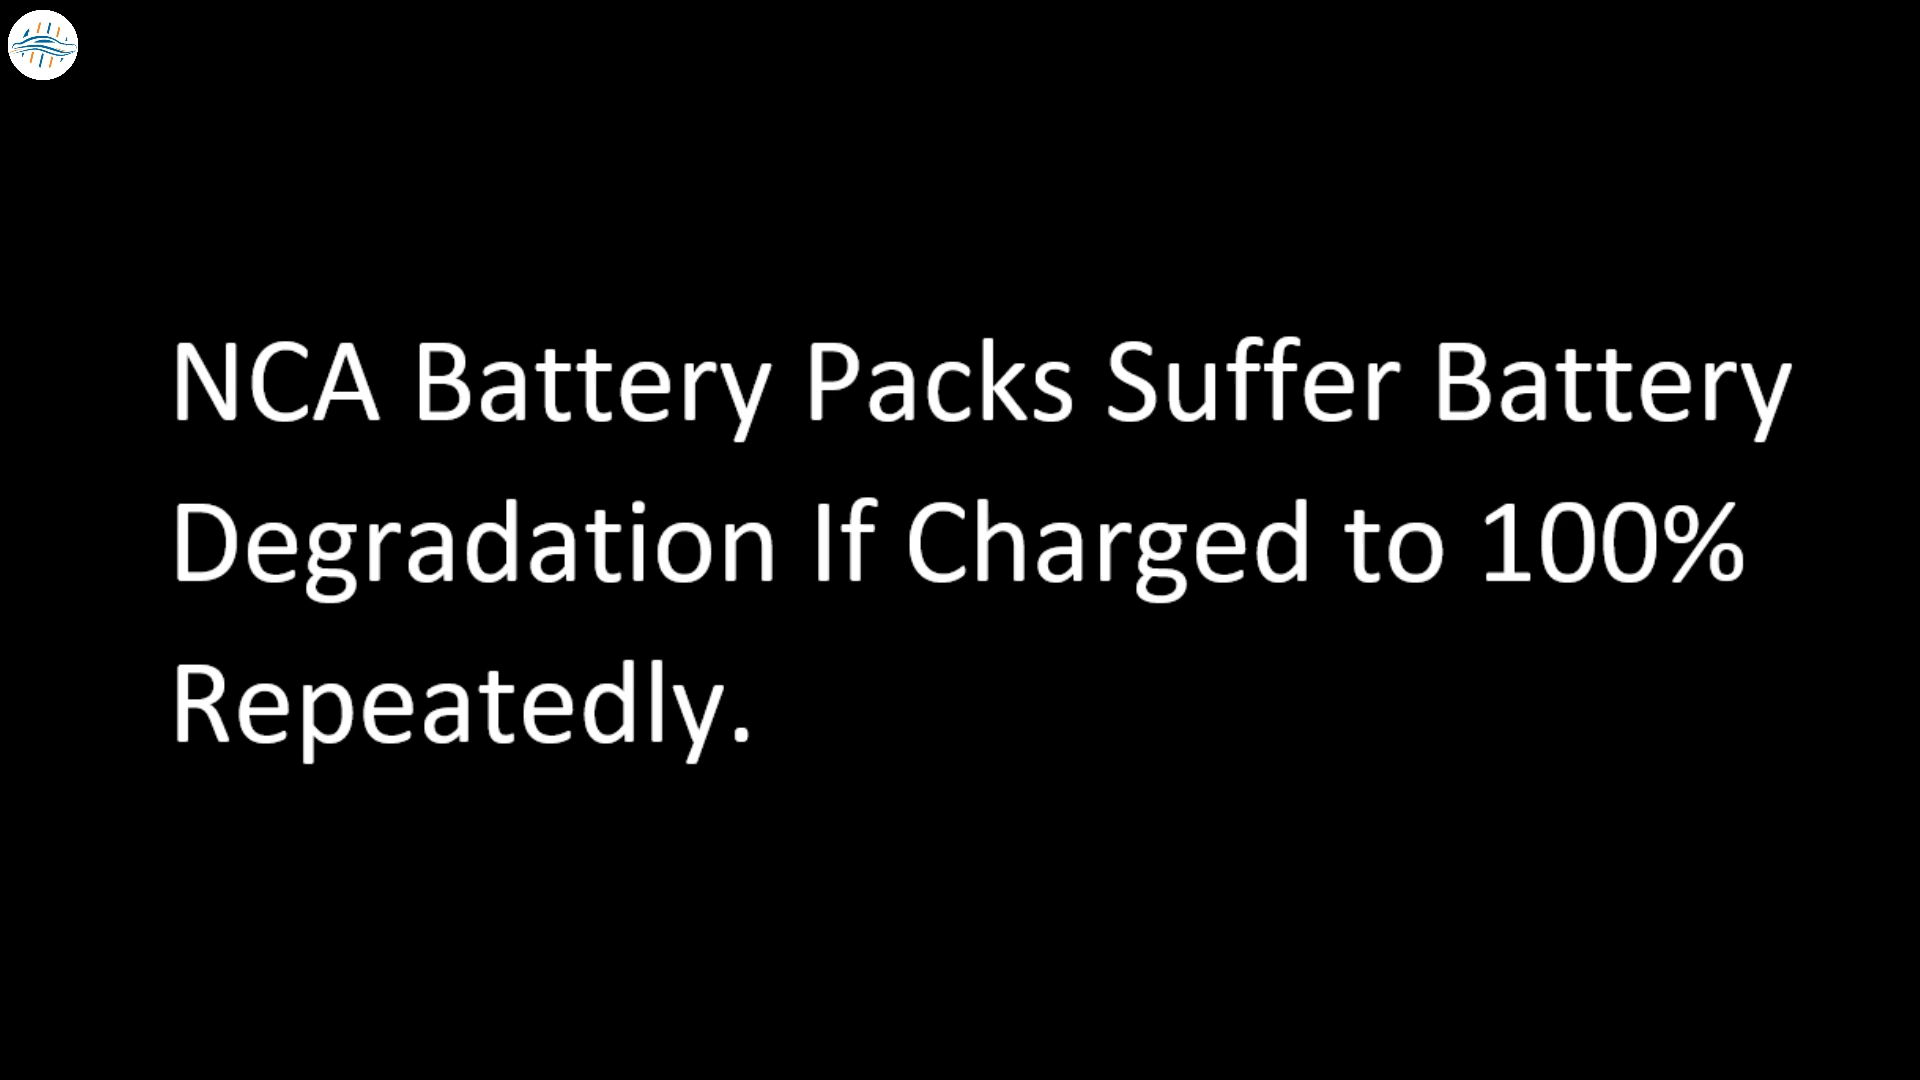 NCA Battery Packs Suffer Battery
Degradation If Charged to 100%
Repeatedly.